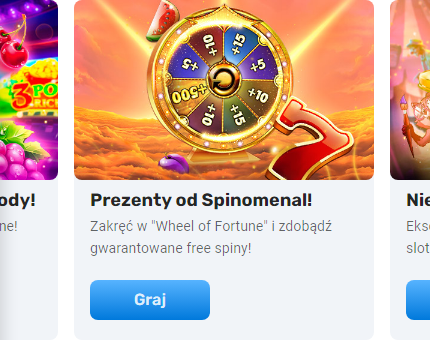 +10
+15
+5
+5
+500
+10
+10
+15
3 PO
RICH
ody!
ne!
Prezenty od Spinomenal!
Zakręć w "Wheel of Fortune" i zdobądź
gwarantowane free spiny!
Graj
Nie
Eksc
slot